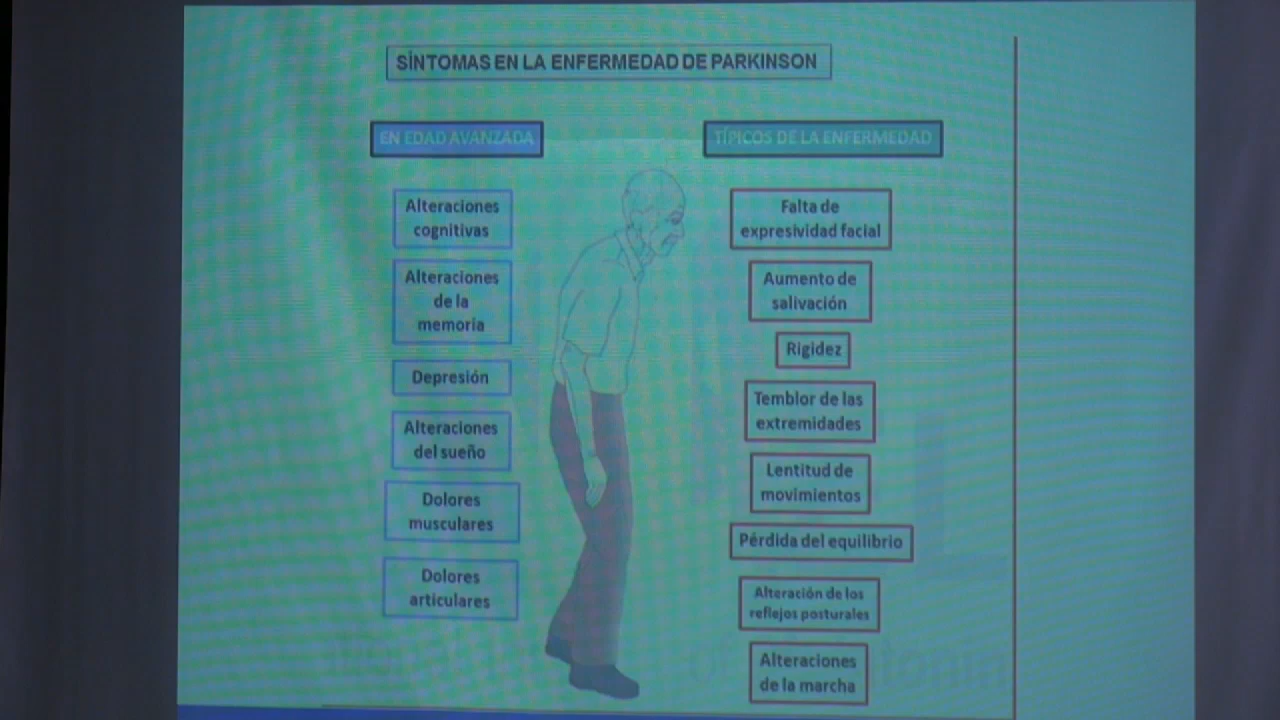 SÍNTOMAS EN LA ENFERMEDAD DE PARKINSON
EN EDAD AVANZADA
Alteraciones
cognitivas
Alteraciones
de la
memoria
Depresión
Alteraciones
del sueño
Dolores
musculares
Dolores
articulares
TÍPICOS DE LA ENFERMEDAD
Falta de
expresividad facial
Aumento de
salivación
Rigidez
Temblor de las
extremidades
Lentitud de
movimientos
Pérdida del equilibrio
Alteración de los
reflejos posturales
Alteraciones
de la marcha